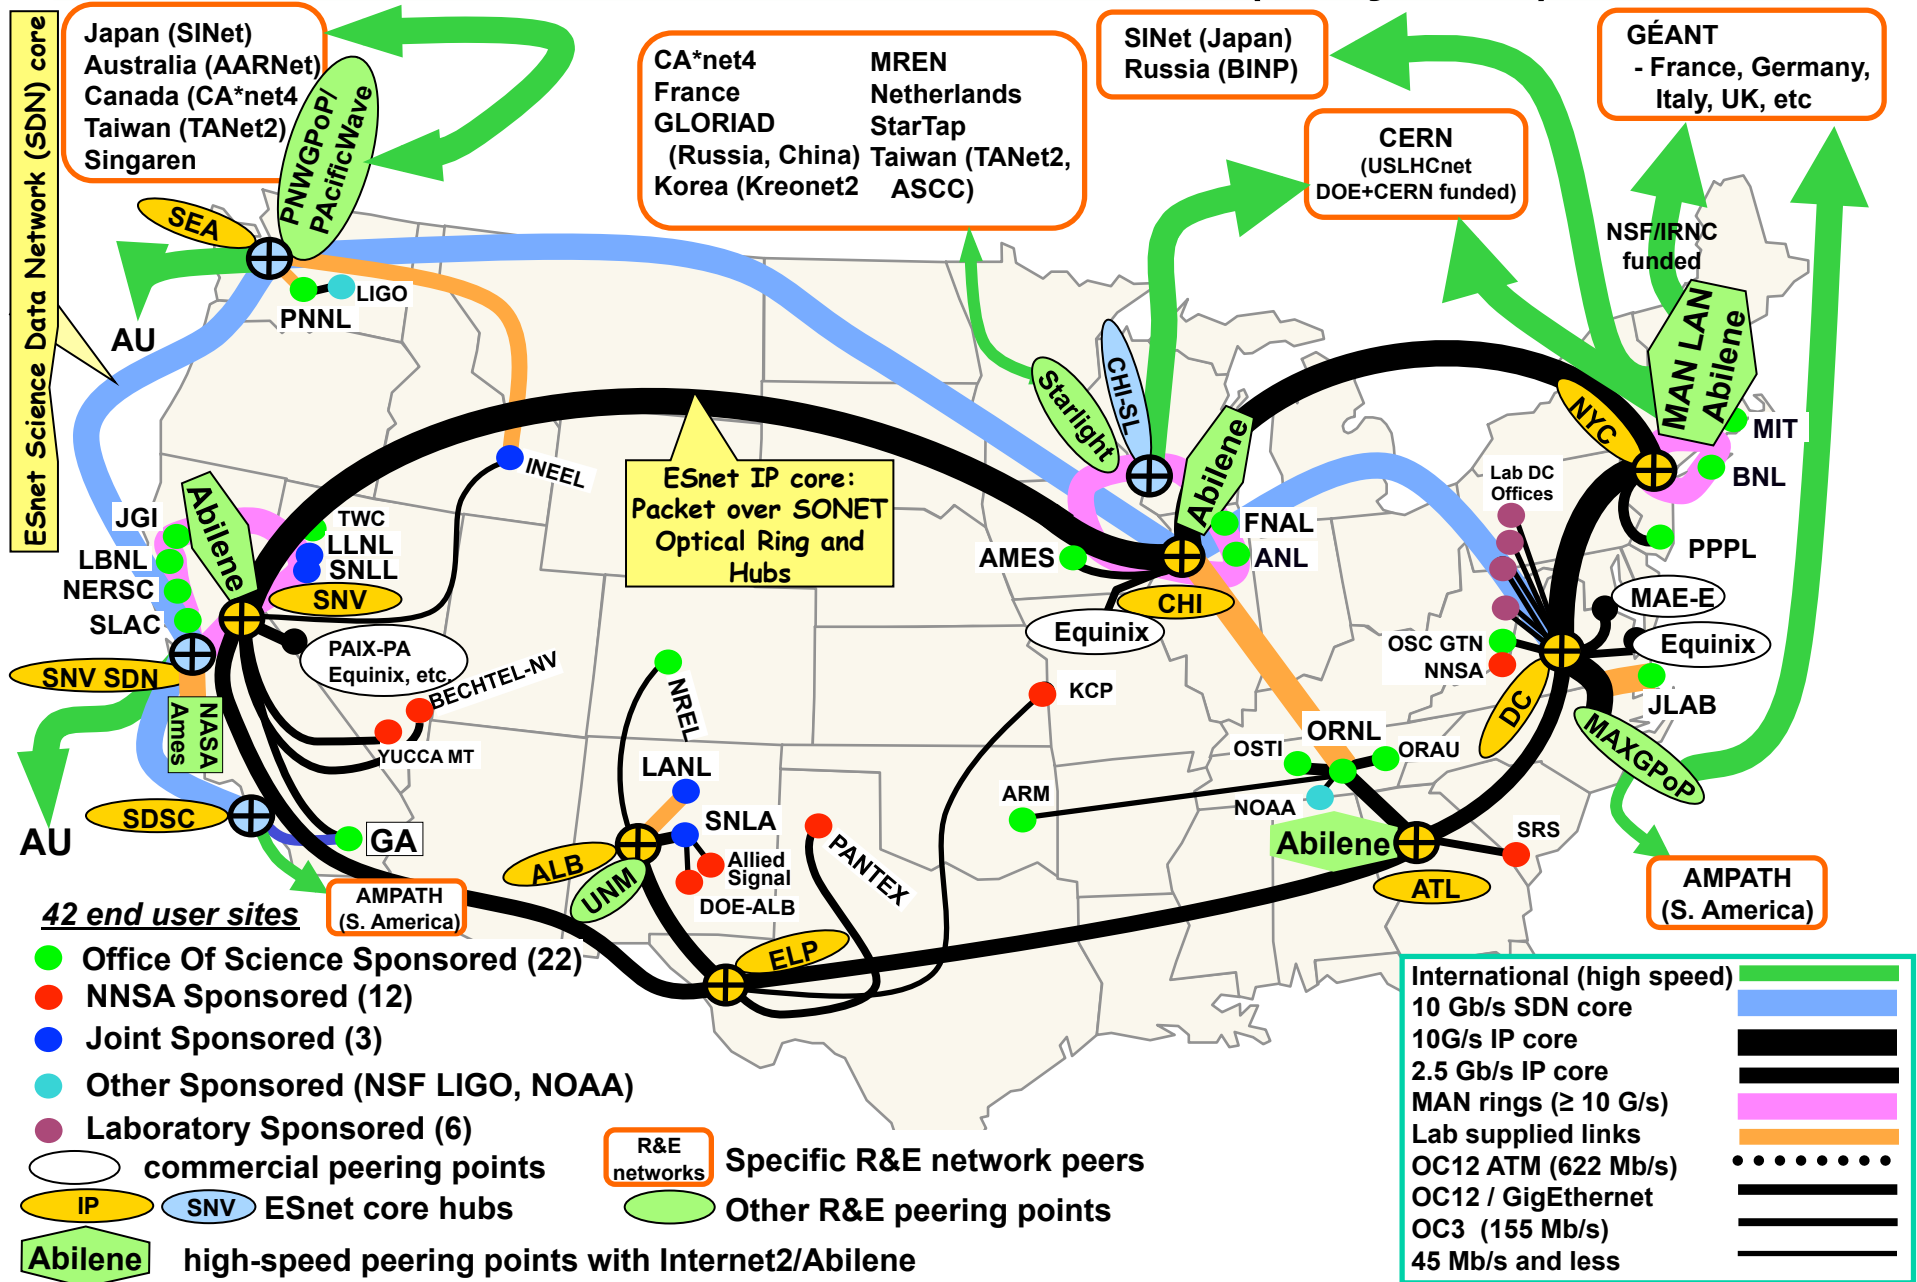 ESnet Science Data Network (SDN) core
Japan (SINet)
Australia (AARNet)
Canada (CA*net4
Taiwan (TANet2)
Singaren
PNWGPoP/
PAcificWave
CA*net4
France
GLORIAD
(Russia, China)
Korea (Kreonet2
MREN
Netherlands
StarTap
Taiwan (TANet2,
ASCC)
SINet (Japan)
Russia (BINP)
GÉANT
- France, Germany,
Italy, UK, etc
CERN
(USLHCnet
DOE+CERN funded)
NSF/IRNC
funded
SEA
AU
PNNL
LIGO
Starlight
CHI-SL
Abilene
MAN LAN
Abilene
NYC
MIT
BNL
PPPL
INEEL
ESnet IP core:
Packet over SONET
Optical Ring and
Hubs
Lab DC
Offices
JGI
LBNL
NERSC
SLAC
Abilene
TWC
LLNL
SNLL
SNV
PAIX-PA
Equinix, etc.
SNV SDN
NASA
Ames
BECHTEL-NV
YUCCA MT
AU
SDSC
GA
AMPATH
(S. America)
AMES
FNAL
ANL
CHI
Equinix
MAE-E
Equinix
OSC GTN
NNSA
DC
JLAB
MAXGPoP
NREL
KCP
LANL
SNLA
Allied
Signal
DOE-ALB
ALB
UNM
PANTEX
ELP
ORNL
OSTI
ORAU
ARM
NOAA
Abilene
SRS
ATL
AMPATH
(S. America)
42 end user sites
Office Of Science Sponsored (22)
NNSA Sponsored (12)
Joint Sponsored (3)
Other Sponsored (NSF LIGO, NOAA)
Laboratory Sponsored (6)
commercial peering points
IP
SNV
ESnet core hubs
Abilene
high-speed peering points with Internet2/Abilene
R&E
networks
Specific R&E network peers
Other R&E peering points
International (high speed)
10 Gb/s SDN core
10G/s IP core
2.5 Gb/s IP core
MAN rings (≥ 10 G/s)
Lab supplied links
OC12 ATM (622 Mb/s)
OC12 / GigEthernet
OC3 (155 Mb/s)
45 Mb/s and less